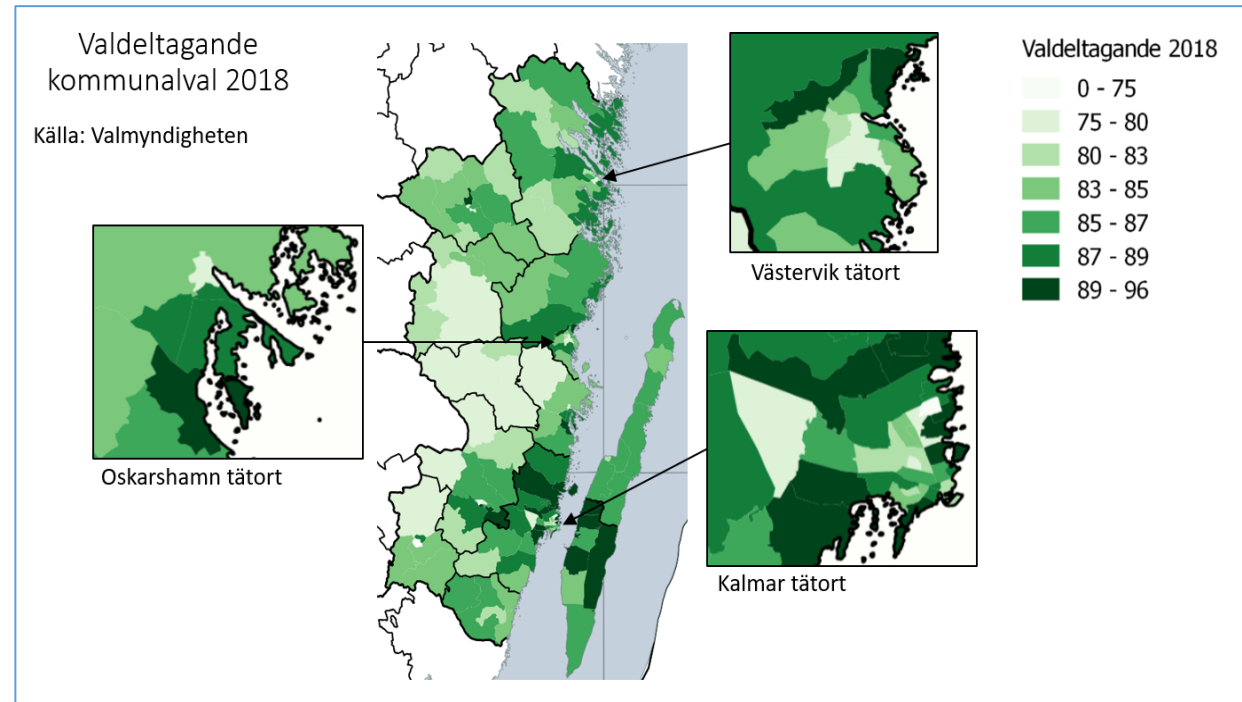 Valdeltagande
kommunalval 2018
Källa: Valmyndigheten
Valdeltagande 2018
0 - 75
75 - 80
80 - 83
83 - 85
85 - 87
87 - 89
89 - 96
Västervik tätort
Oskarshamn tätort
Kalmar tätort